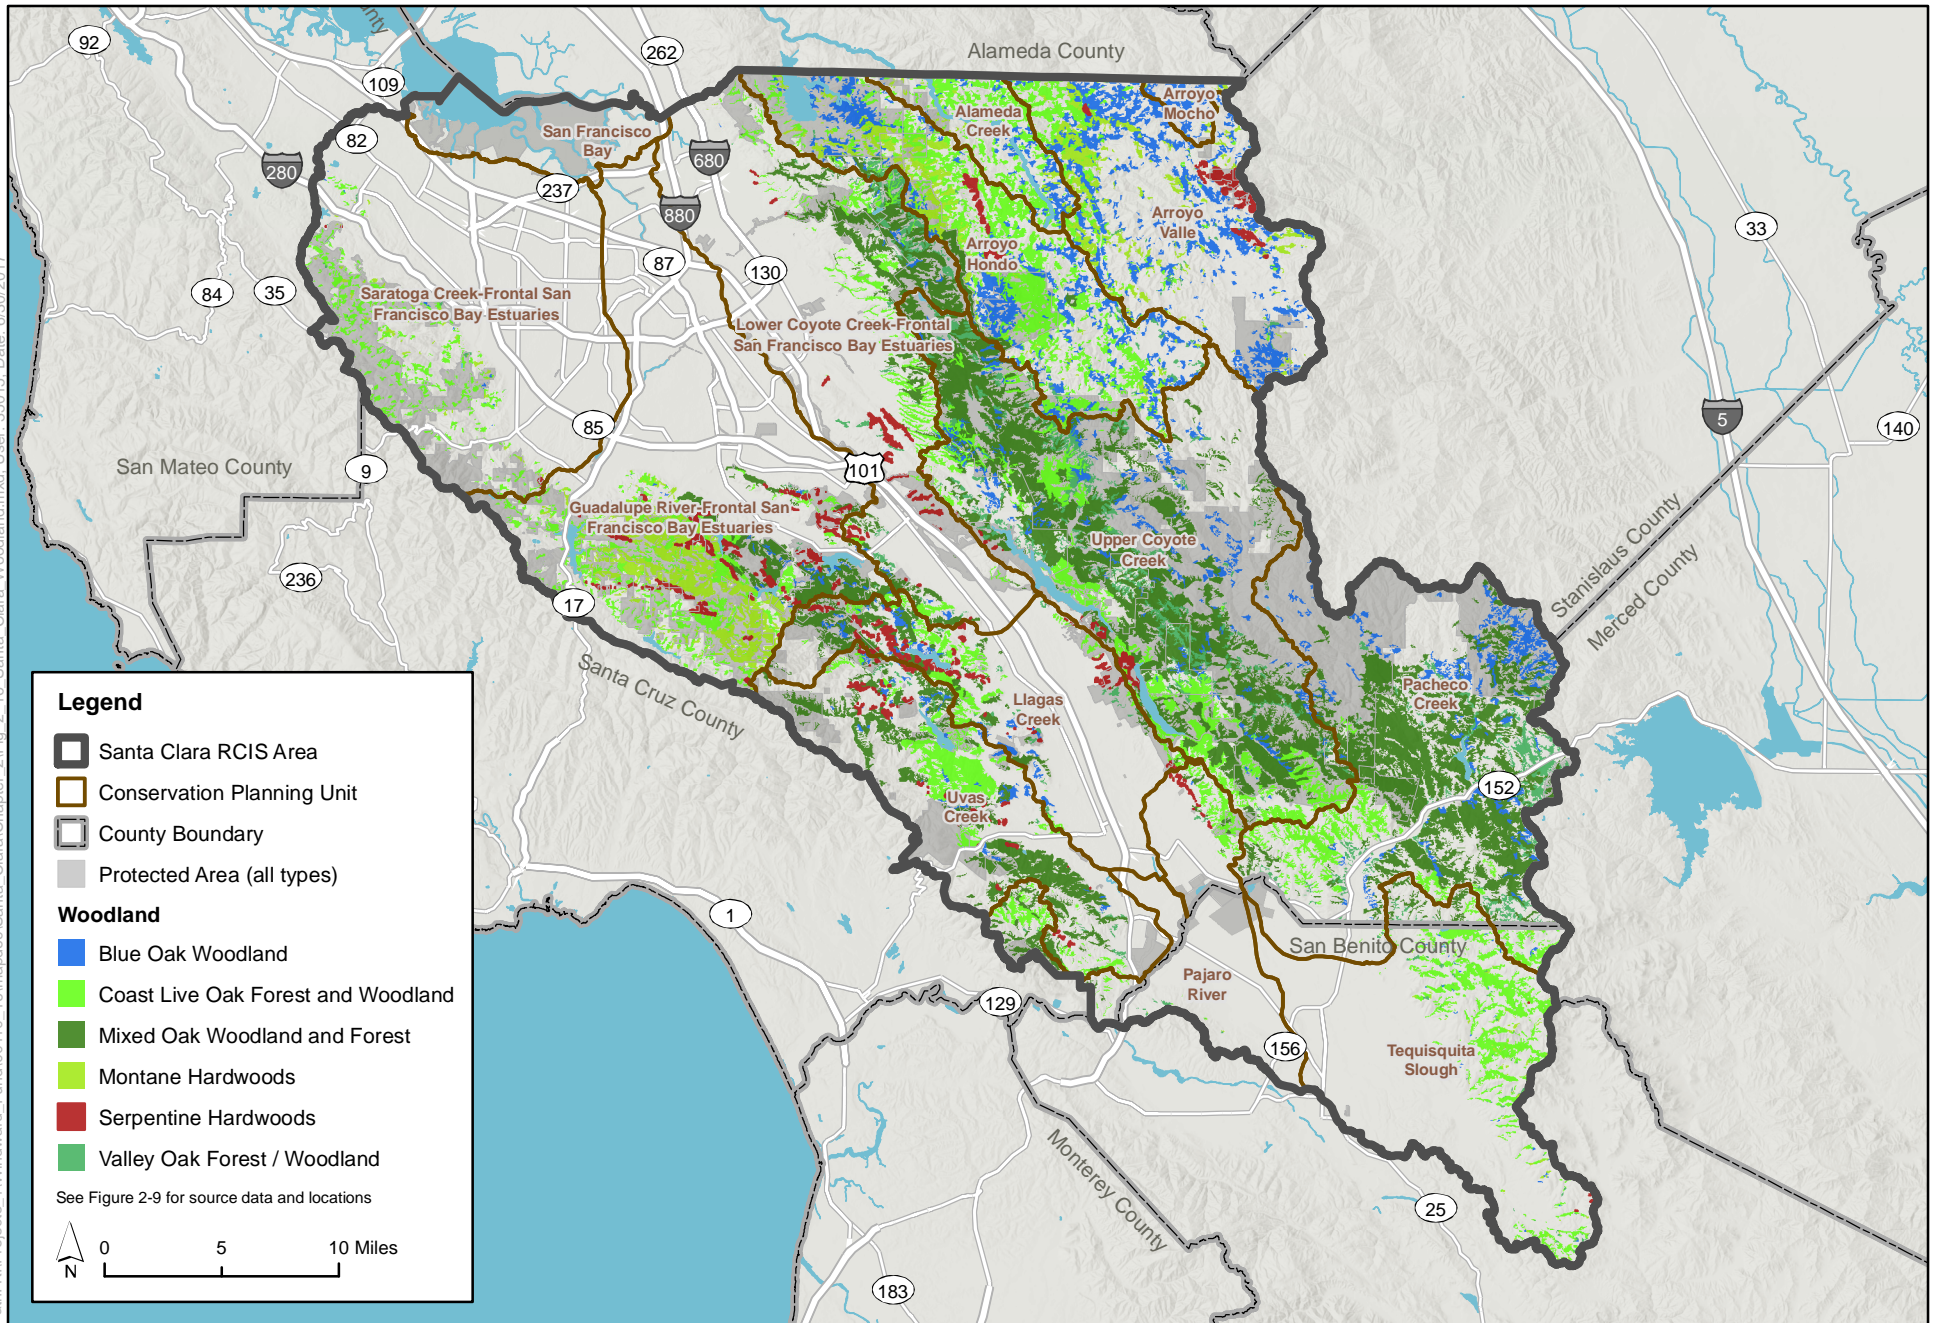 92
109
262
Alameda County
82
280
San Francisco
Bay
237
680
880
Alameda
Creek
Arroyo
Mocho
Arroyo
Valle
Arroyo
Hondo
33
84
35
87
130
Saratoga Creek-Frontal San
Francisco Bay Estuaries
Lower Coyote Creek-Frontal
San Francisco Bay Estuaries
85
5
140
San Mateo County
9
101
Guadalupe River-Frontal San
Francisco Bay Estuaries
Upper Coyote
Creek
Stanislaus County
Merced County
236
17
Santa Cruz County
Llagas
Creek
Pacheco
Creek
152
Uvas
Creek
1
San Benito County
Pajaro
River
129
156
Tequisquita
Slough
Monterey County
25
183
Legend
Santa Clara RCIS Area
Conservation Planning Unit
County Boundary
Protected Area (all types)
Woodland
Blue Oak Woodland
Coast Live Oak Forest and Woodland
Mixed Oak Woodland and Forest
Montane Hardwoods
Serpentine Hardwoods
Valley Oak Forest / Woodland
See Figure 2-9 for source data and locations
N
0 5 10 Miles